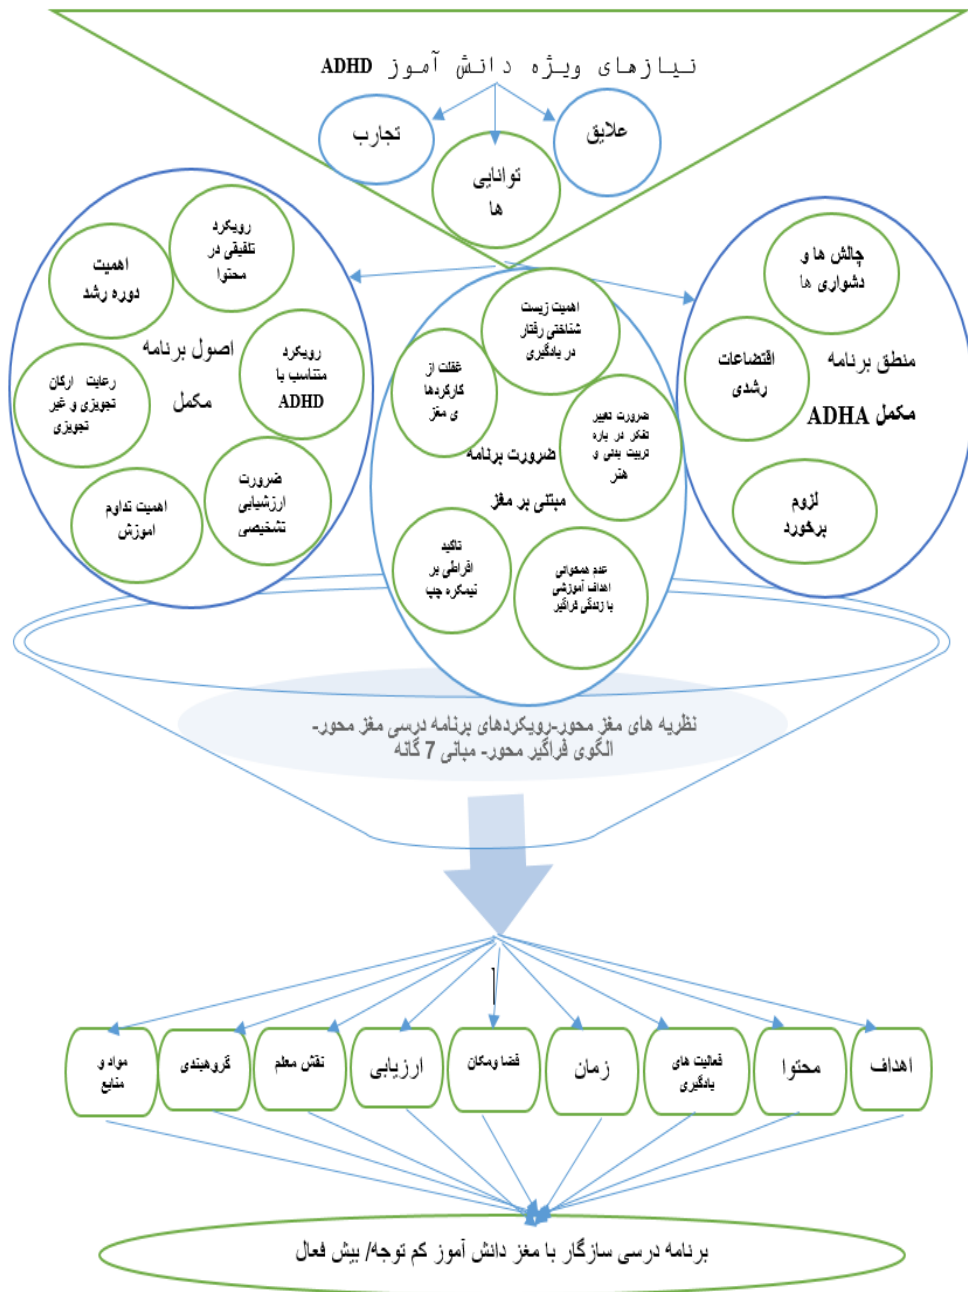 نیازهای ویژه دانش آموز ADHD
علایق
تجارب
توانایی
ها
چالش ها و
دشواری ها
اقتضاعات
رشدی
منطق برنامه
مکمل ADHA
لزوم
برخورد
اهمیت زیست
شناختی رفتار
در یادگیری
غفلت از
کارکردها
ی مغز
ضرورت تغییر
تفکر در باره
تربیت بدنی و
هنر
ضرورت برنامه
مبتنی بر مغز
تاکید
افراطی بر
نیمکره چپ
عدم همخوانی
اهداف آموزشی
با زندگی فراگیر
رویکرد
تلفیقی در
محتوا
اهمیت
دوره رشد
اصول برنامه
مکمل
رویکرد
متناسب با
ADHD
رعایت ارکان
تجویزی و غیر
تجویزی
ضرورت
ارزشیابی
تشخیصی
اهمیت تداوم
اموزش
نظریه های مغز محور-رویکردهای برنامه درسی مغز محور-
الگوی فراگیر محور- مبانی 7 گانه
اهداف
محتوا
فعالیت های
یادگیری
زمان
فضا ومکان
ارزیابی
نقش معلم
گروهبندی
مواد و
منابع
برنامه درسی سازگار با مغز دانش آموز کم توجه/ بیش فعال